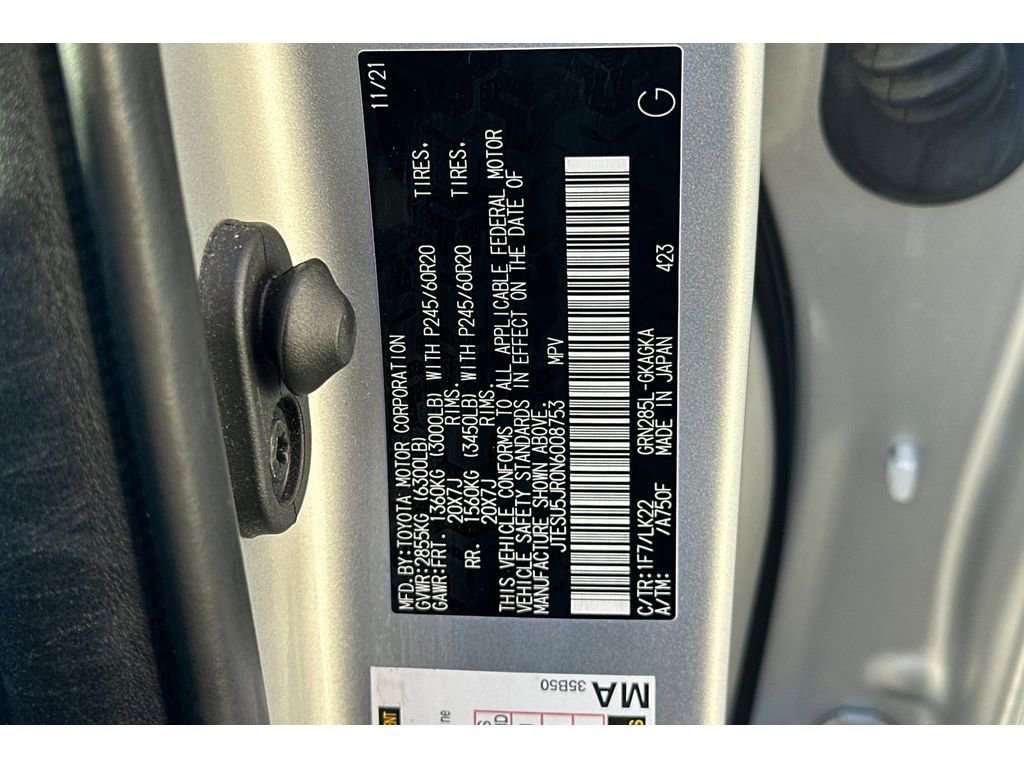 MFD.BY:TOYOTA MOTOR CORPORATION 11/21
GVWR:2855KG (6300LB)
GAWR:FRT. 1360KG (3000LB) WITH P245/60R20 TIRES.
20X7J RIMS.
RR. 1560KG (3450LB) WITH P245/60R20 TIRES.
20X7J RIMS.
THIS VEHICLE CONFORMS TO ALL APPLICABLE FEDERAL MOTOR
VEHICLE SAFETY STANDARDS IN EFFECT ON THE DATE OF
MANUFACTURE SHOWN ABOVE.
JTESU5JR0N6008753 MPV
C/TR:1F7/LK22 GRN285L-GKAGKA 423
A/TM: /A750F MADE IN JAPAN G
MA
35B50